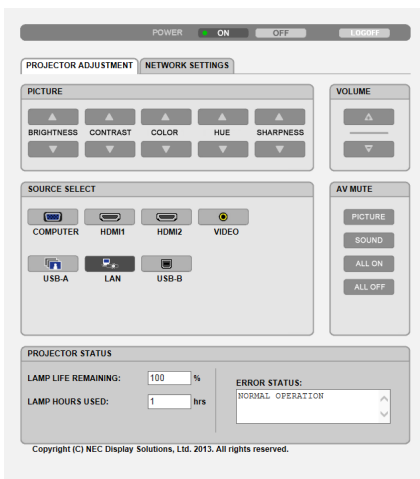 POWER ON OFF LOGOFF
PROJECTOR ADJUSTMENT NETWORK SETTINGS
PICTURE
BRIGHTNESS CONTRAST COLOR HUE SHARPNESS
VOLUME
SOURCE SELECT
COMPUTER HDMI1 HDMI2 VIDEO
USB-A LAN USB-B
AV MUTE
PICTURE
SOUND
ALL ON
ALL OFF
PROJECTOR STATUS
LAMP LIFE REMAINING: 100 %
LAMP HOURS USED: 1 hrs
ERROR STATUS:
NORMAL OPERATION
Copyright (C) NEC Display Solutions, Ltd. 2013. All rights reserved.